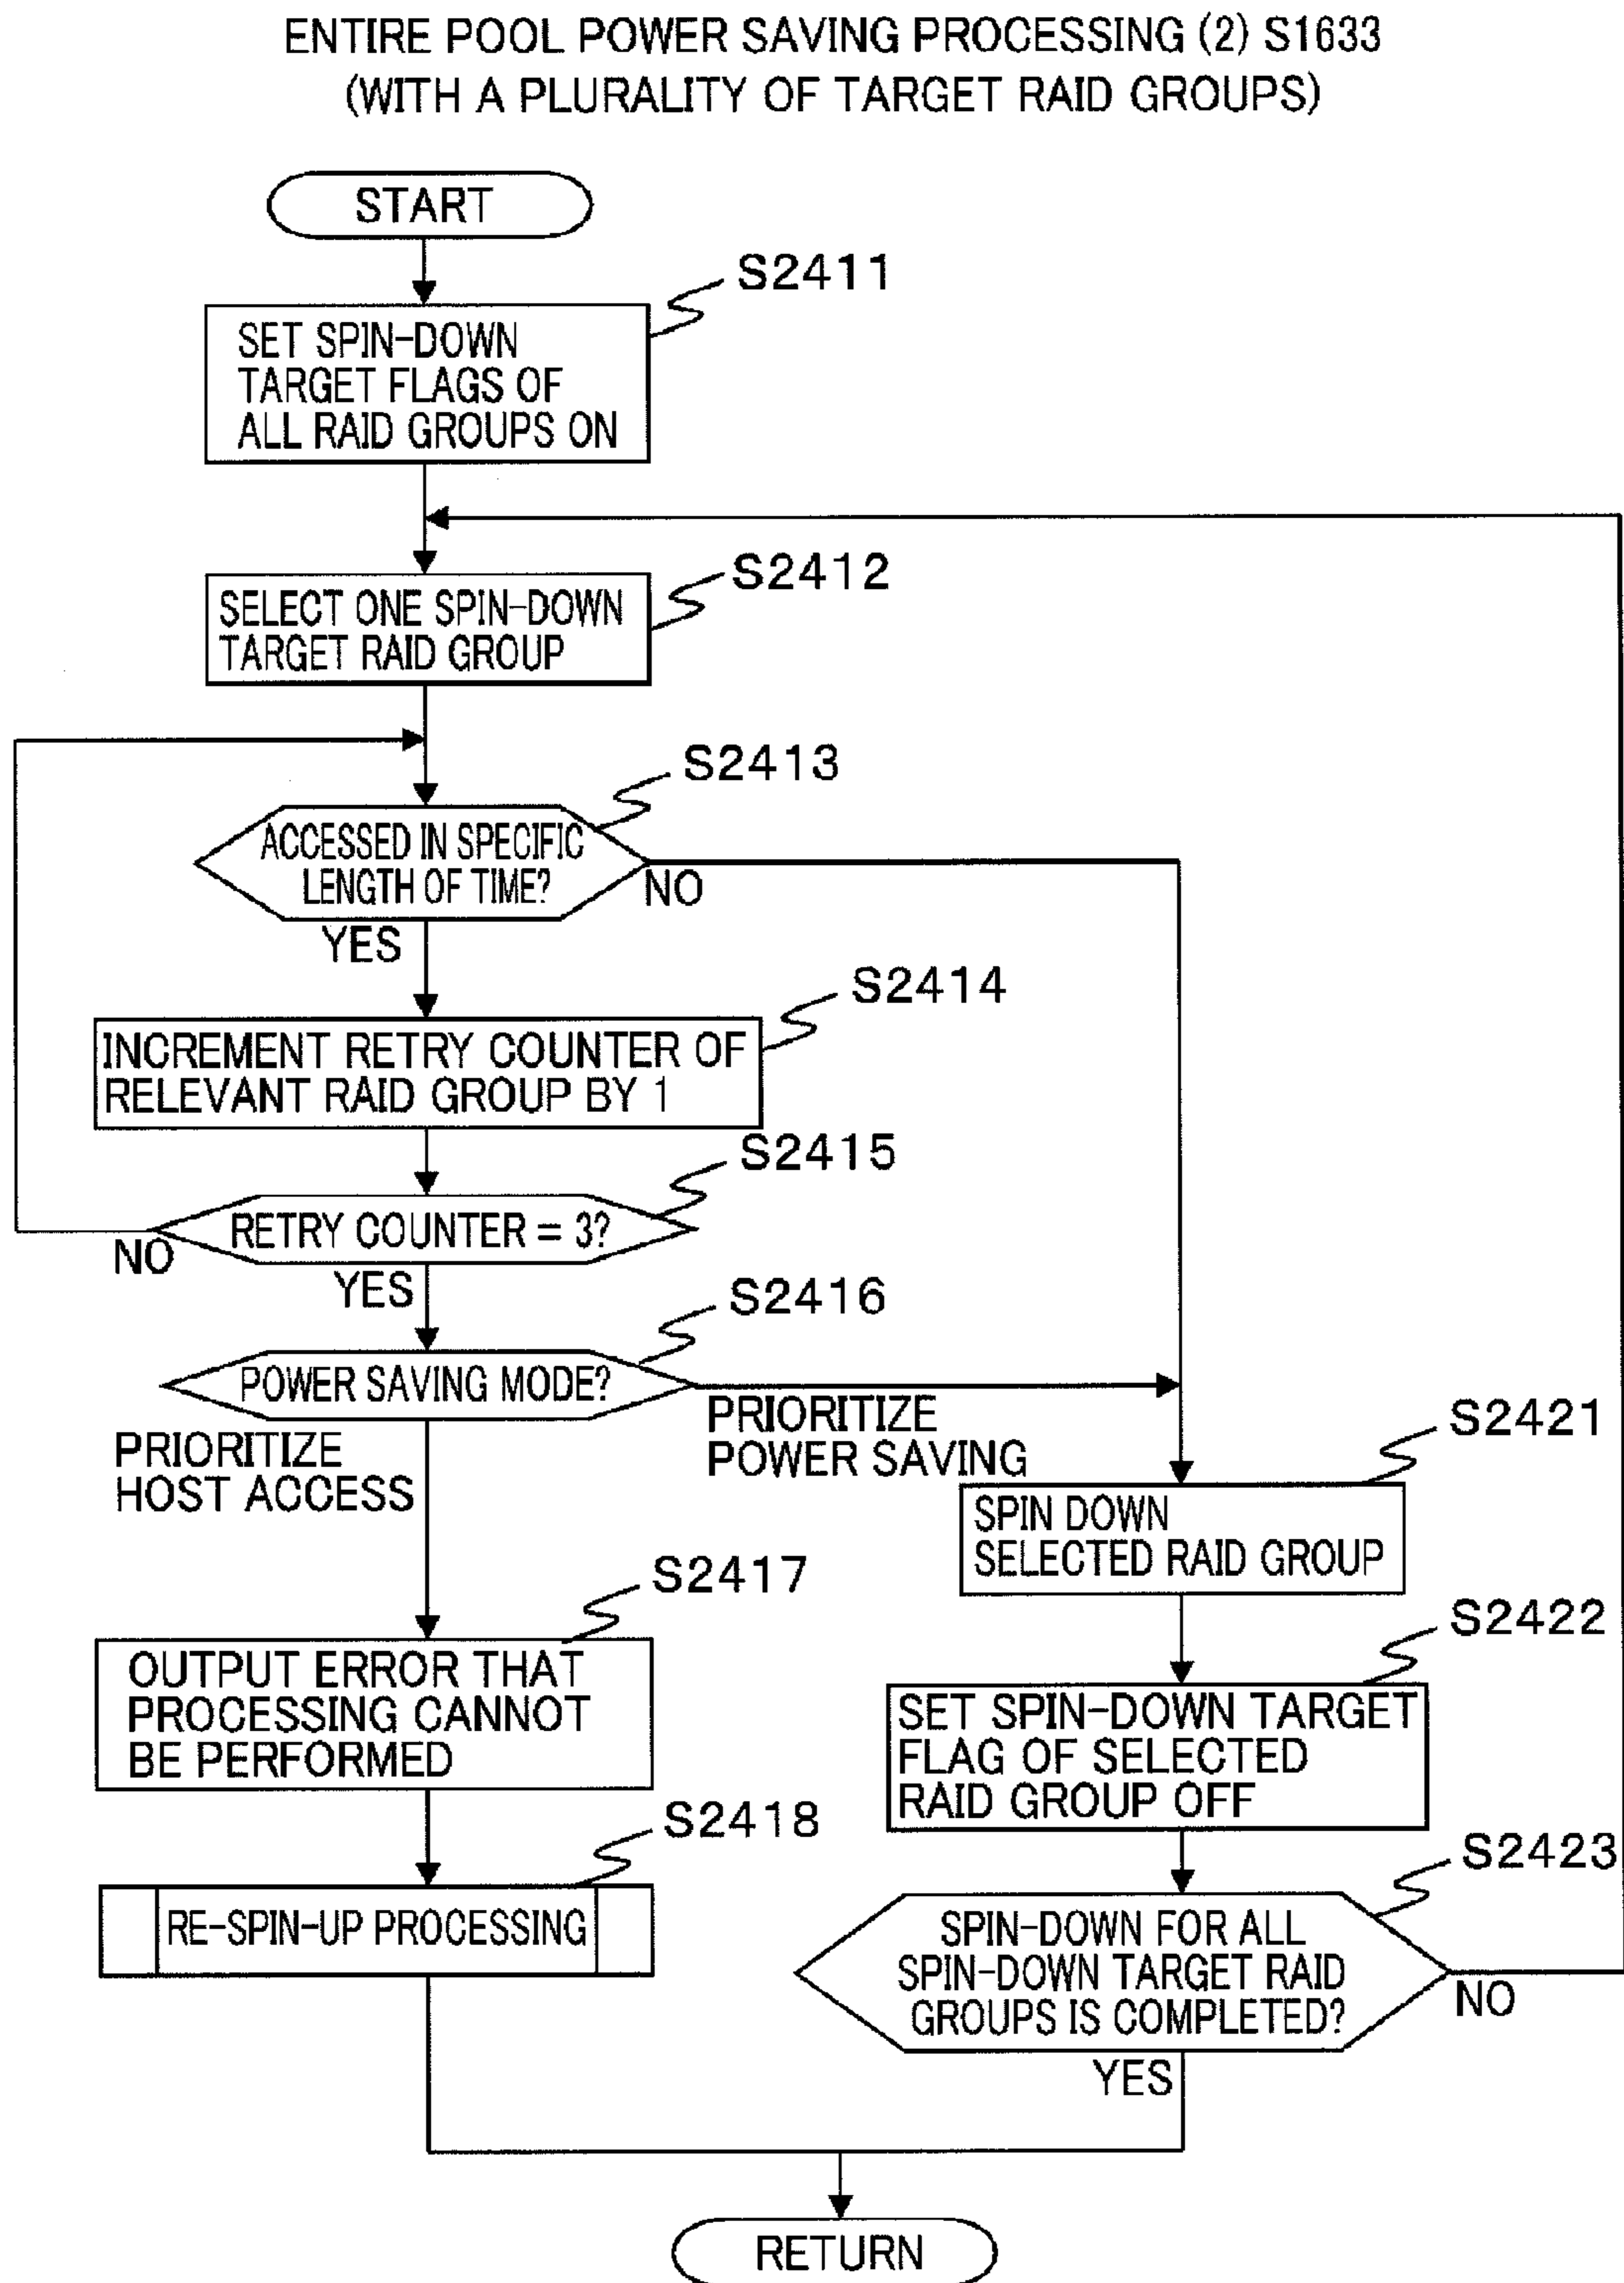 ENTIRE POOL POWER SAVING PROCESSING (2) S1633
(WITH A PLURALITY OF TARGET RAID GROUPS)
START
S2411
SET SPIN-DOWN
TARGET FLAGS OF
ALL RAID GROUPS ON
S2412
SELECT ONE SPIN-DOWN
TARGET RAID GROUP
S2413
ACCESSED IN SPECIFIC
LENGTH OF TIME?
NO
YES
S2414
INCREMENT RETRY COUNTER OF
RELEVANT RAID GROUP BY 1
S2415
RETRY COUNTER = 3?
NO
YES
S2416
POWER SAVING MODE?
PRIORITIZE
POWER SAVING
PRIORITIZE
HOST ACCESS
S2417
OUTPUT ERROR THAT
PROCESSING CANNOT
BE PERFORMED
S2418
RE-SPIN-UP PROCESSING
S2421
SPIN DOWN
SELECTED RAID GROUP
S2422
SET SPIN-DOWN TARGET
FLAG OF SELECTED
RAID GROUP OFF
S2423
SPIN-DOWN FOR ALL
SPIN-DOWN TARGET RAID
GROUPS IS COMPLETED?
NO
YES
RETURN